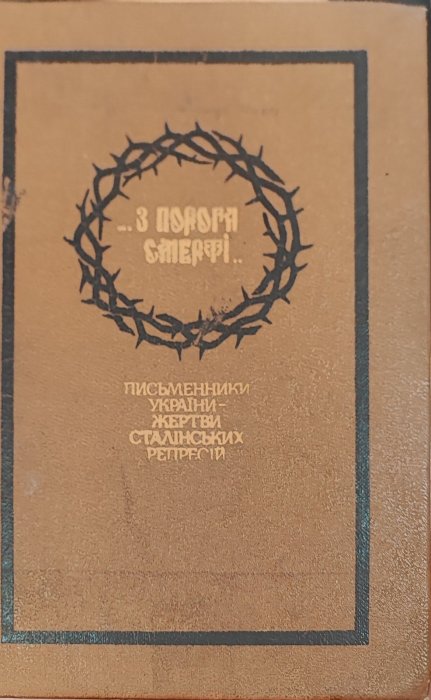 ... З ПОРОГА
СМЕРТІ...
ПИСЬМЕННИКИ
УКРАЇНИ -
ЖЕРТВИ
СТАЛІНСЬКИХ
РЕПРЕСІЙ